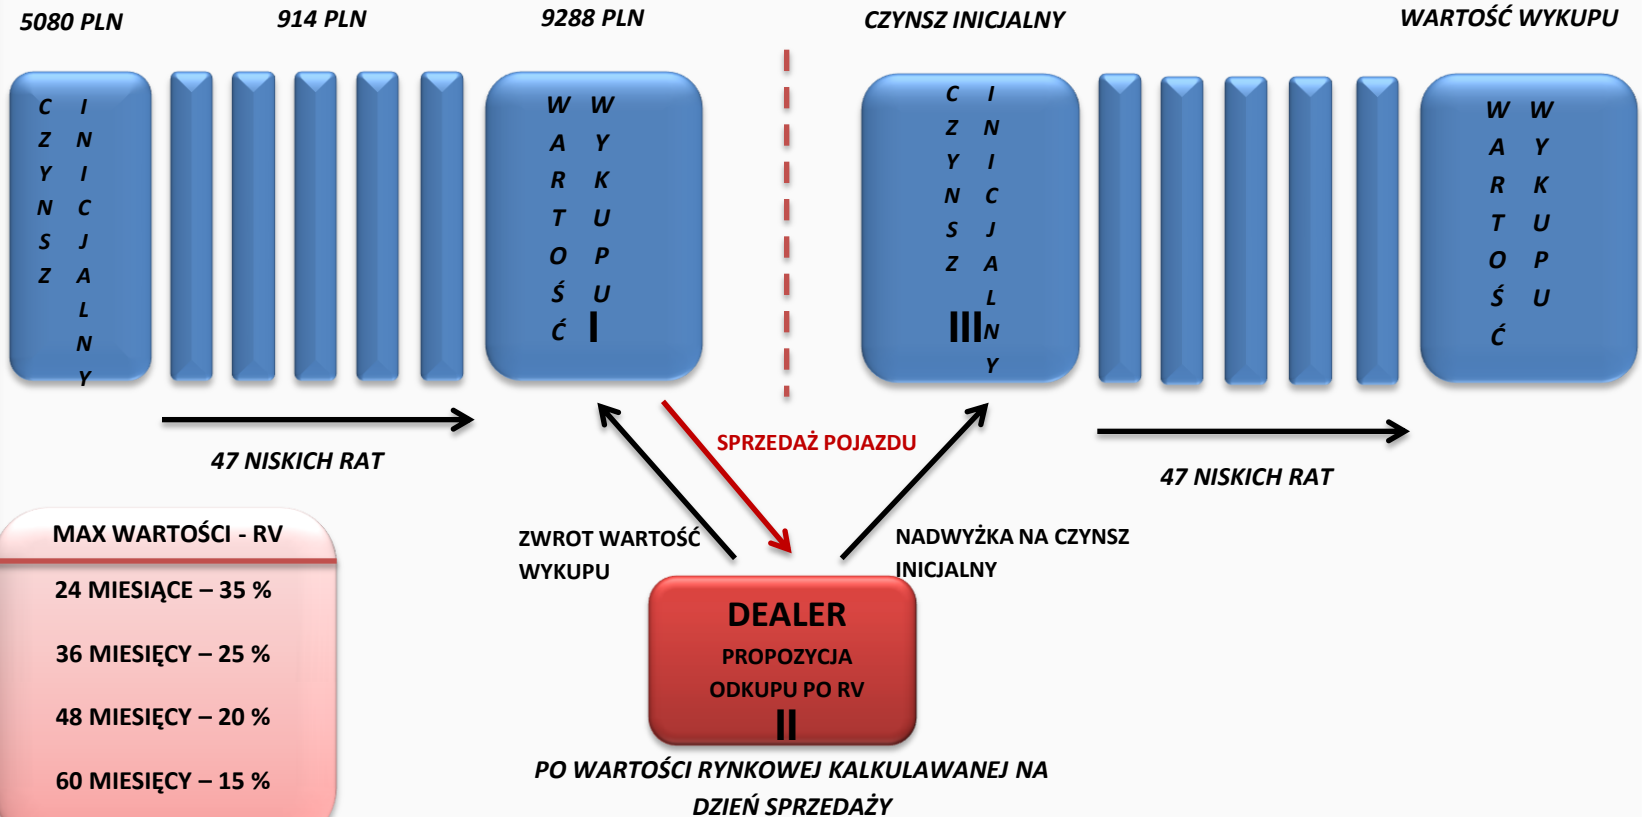 5080 PLN
914 PLN
9288 PLN
CZYNSZ INICJALNY
WARTOŚĆ WYKUPU
CZYNSZ
INICJALNY
WARTOŚĆ
WYKUPU
I
CZYNSZ
INICJALNY
III
WARTOŚĆ
WYKUPU
47 NISKICH RAT
SPRZEDAŻ POJAZDU
47 NISKICH RAT
MAX WARTOŚCI - RV
24 MIESIĄCE – 35 %
36 MIESIĘCY – 25 %
48 MIESIĘCY – 20 %
60 MIESIĘCY – 15 %
ZWROT WARTOŚĆ
WYKUPU
NADWYŻKA NA CZYNSZ
INICJALNY
DEALER
PROPOZYCJA
ODKUPU PO RV
II
PO WARTOŚCI RYNKOWEJ KALKULAWANEJ NA
DZIEŃ SPRZEDAŻY